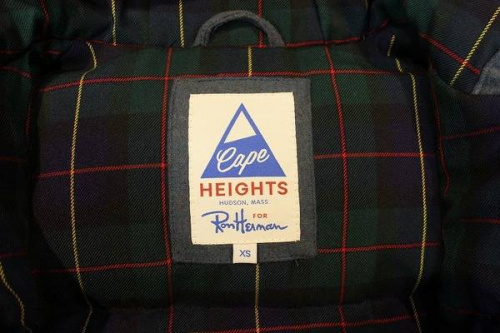 Cape
HEIGHTS
HUDSON, MASS.
FOR
Ron Herman
XS